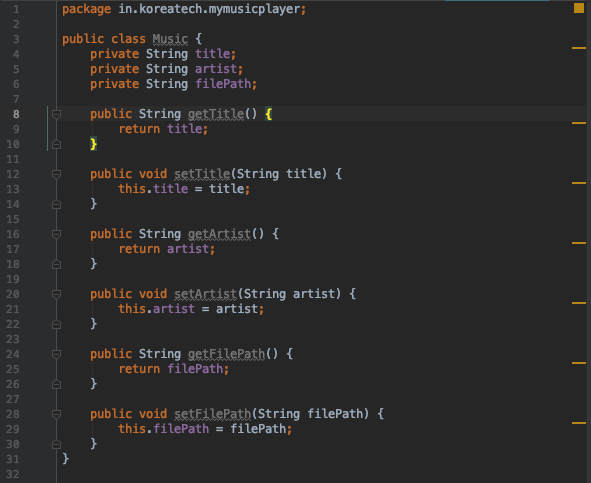 1 package in.koreatech.mymusicplayer;
2
3 public class Music {
4     private String title;
5     private String artist;
6     private String filePath;
7
8     public String getTitle() {
9         return title;
10     }
11
12     public void setTitle(String title) {
13         this.title = title;
14     }
15
16     public String getArtist() {
17         return artist;
18     }
19
20     public void setArtist(String artist) {
21         this.artist = artist;
22     }
23
24     public String getFilePath() {
25         return filePath;
26     }
27
28     public void setFilePath(String filePath) {
29         this.filePath = filePath;
30     }
31 }
32